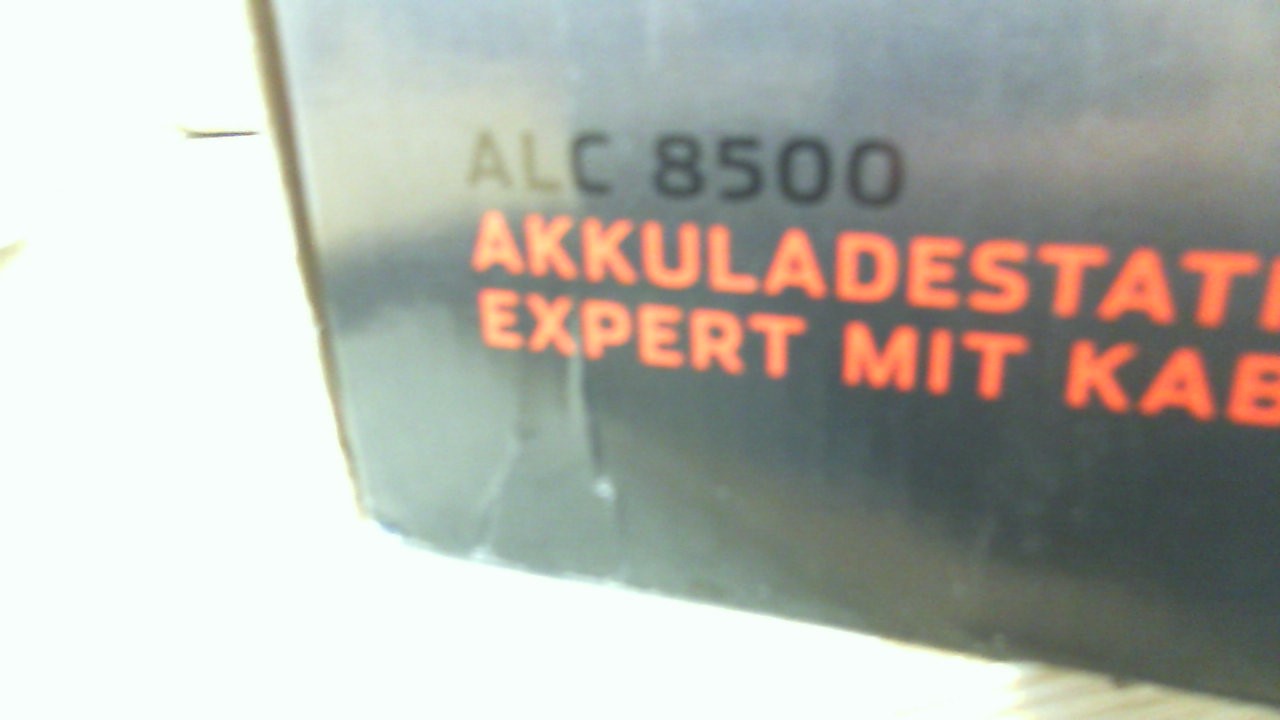 ALC 8500
AKKULADESTATI
EXPERT MIT KAB